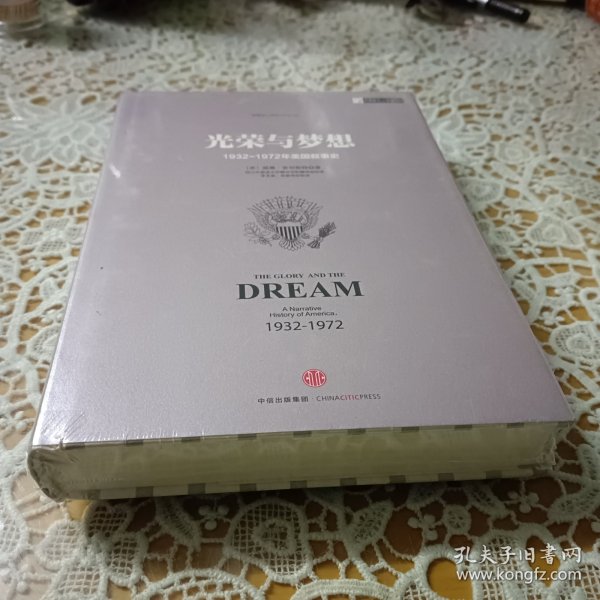 光荣与梦想
1932-1972年美国叙事史
THE GLORY AND THE
DREAM
A Narrative
History of America,
1932-1972
中信出版集团 CHINACITICPRESS
孔夫子旧书网
www.kongfz.com